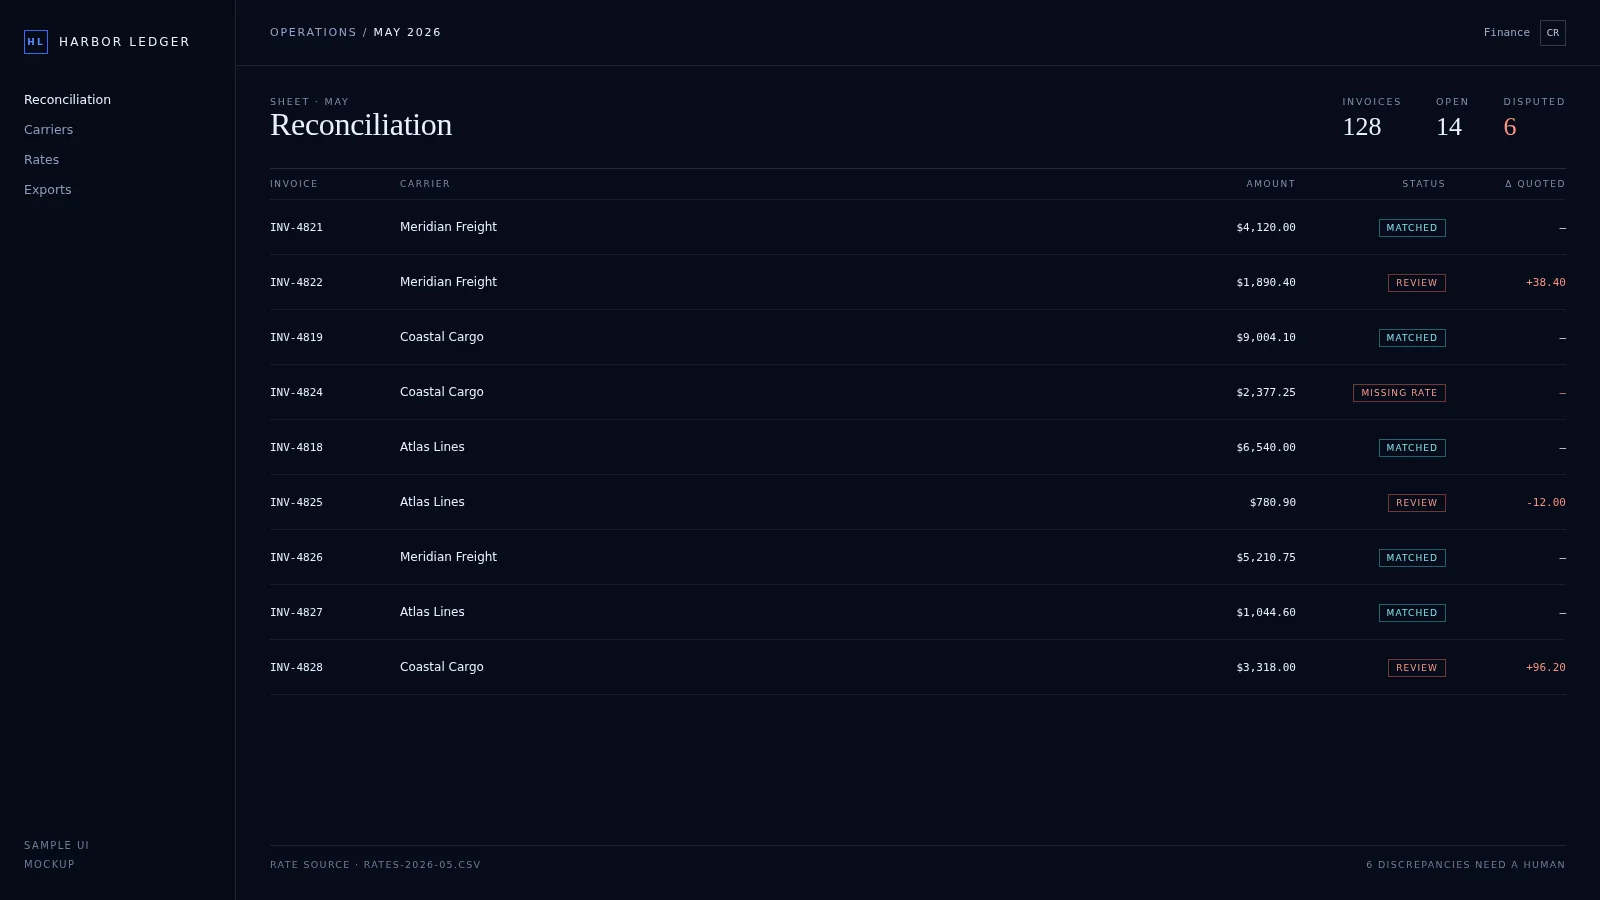 HL HARBOR LEDGER
Reconciliation
Carriers
Rates
Exports
SAMPLE UI
MOCKUP
OPERATIONS / MAY 2026
Finance CR
SHEET · MAY
Reconciliation
INVOICES OPEN DISPUTED
128 14 6
INVOICE CARRIER AMOUNT STATUS Δ QUOTED
INV-4821 Meridian Freight $4,120.00 MATCHED —
INV-4822 Meridian Freight $1,890.40 REVIEW +38.40
INV-4819 Coastal Cargo $9,004.10 MATCHED —
INV-4824 Coastal Cargo $2,377.25 MISSING RATE —
INV-4818 Atlas Lines $6,540.00 MATCHED —
INV-4825 Atlas Lines $780.90 REVIEW -12.00
INV-4826 Meridian Freight $5,210.75 MATCHED —
INV-4827 Atlas Lines $1,044.60 MATCHED —
INV-4828 Coastal Cargo $3,318.00 REVIEW +96.20
RATE SOURCE · RATES-2026-05.CSV
6 DISCREPANCIES NEED A HUMAN